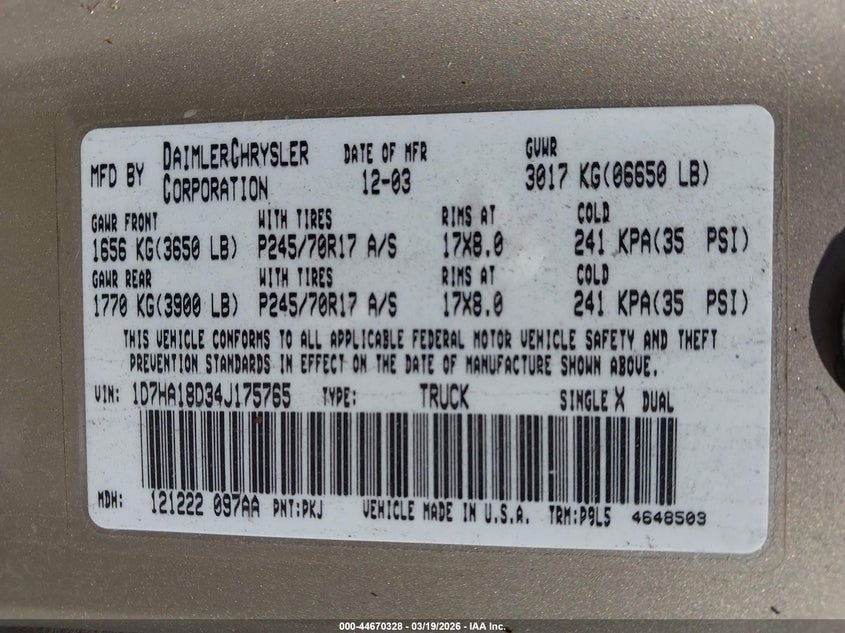 MFD BY DAIMLERCHRYSLER CORPORATION DATE OF MFR 12-03 GVWR 3017 KG(06650 LB)
GAWR FRONT WITH TIRES RIMS AT COLD
1656 KG(3650 LB) P245/70R17 A/S 17X8.0 241 KPA(35 PSI)
GAWR REAR WITH TIRES RIMS AT COLD
1770 KG(3900 LB) P245/70R17 A/S 17X8.0 241 KPA(35 PSI)
THIS VEHICLE CONFORMS TO ALL APPLICABLE FEDERAL MOTOR VEHICLE SAFETY AND THEFT
PREVENTION STANDARDS IN EFFECT ON THE DATE OF MANUFACTURE SHOWN ABOVE.
VIN: 1D7HA18D34J175765 TYPE: TRUCK SINGLE X DUAL
MDH: 121222 097AA PNT:PKJ VEHICLE MADE IN U.S.A. TRM:P9L5 4648503
000-44670328 - 03/19/2026 - IAA Inc.